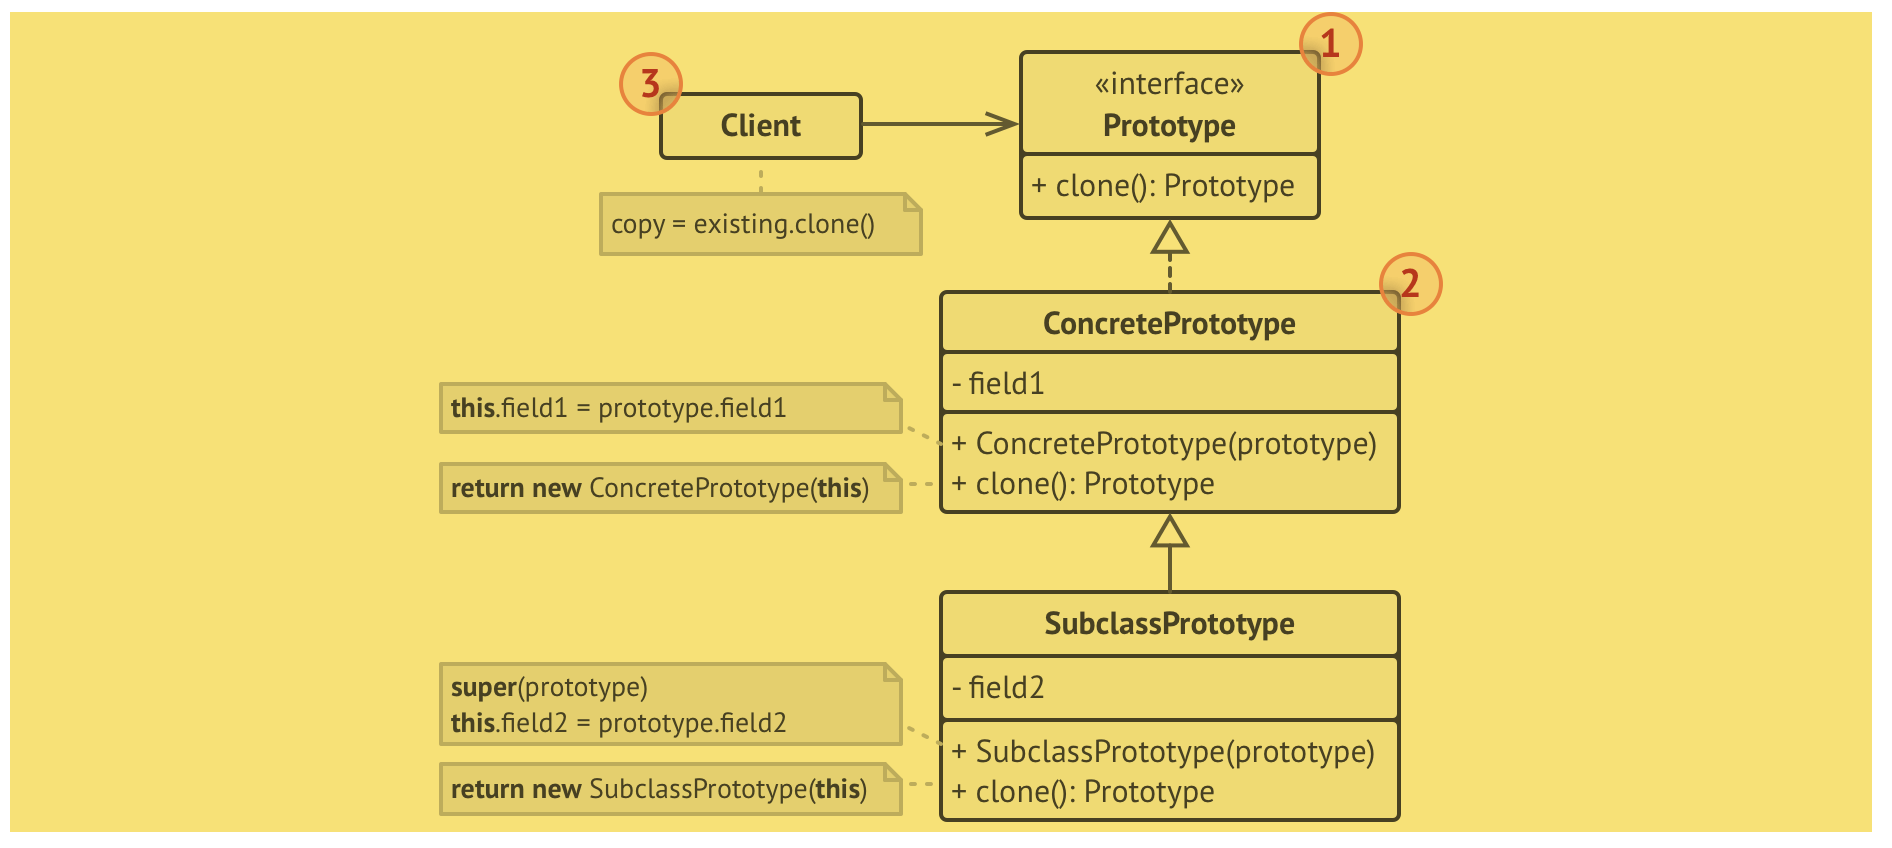 3
Client
copy = existing.clone()
1
«interface»
Prototype
+ clone(): Prototype
2
ConcretePrototype
- field1
+ ConcretePrototype(prototype)
+ clone(): Prototype
this.field1 = prototype.field1
return new ConcretePrototype(this)
SubclassPrototype
- field2
+ SubclassPrototype(prototype)
+ clone(): Prototype
super(prototype)
this.field2 = prototype.field2
return new SubclassPrototype(this)